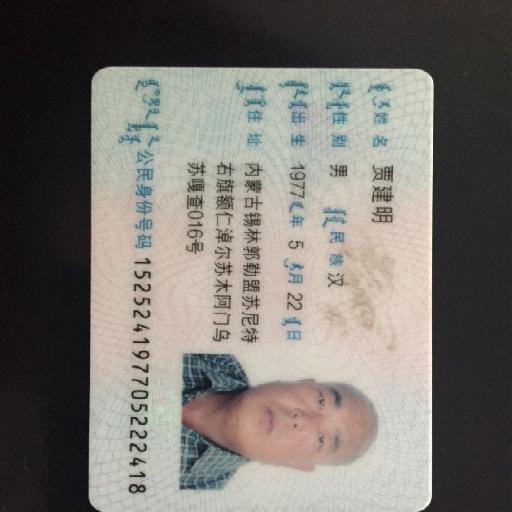 姓名 贾建明
性别 男 民族 汉
出生 1977 年 5 月 22 日
住址 内蒙古锡林郭勒盟苏尼特
右旗额仁淖尔苏木阿门乌
苏嘎查016号
公民身份号码 152524197705222418